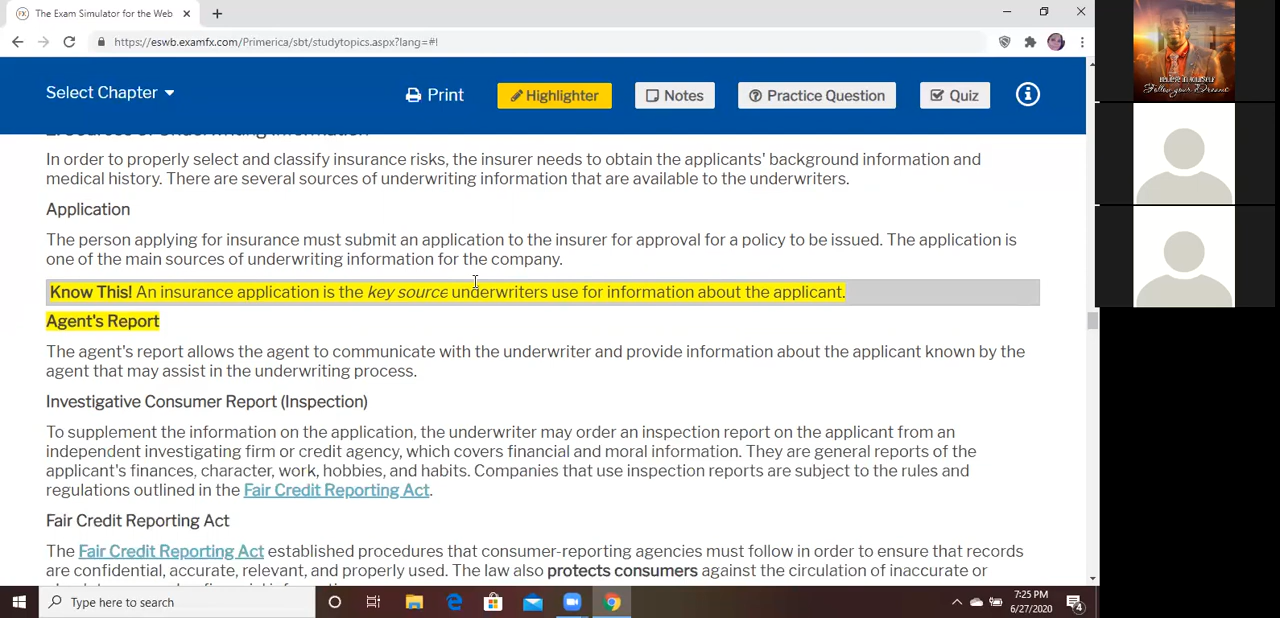 The Exam Simulator for the Web
https://eswb.examfx.com/Primerica/sbt/studytopics.aspx?lang=#!
Select Chapter
Print
Highlighter
Notes
Practice Question
Quiz
In order to properly select and classify insurance risks, the insurer needs to obtain the applicants' background information and
medical history. There are several sources of underwriting information that are available to the underwriters.
Application
The person applying for insurance must submit an application to the insurer for approval for a policy to be issued. The application is
one of the main sources of underwriting information for the company.
Know This! An insurance application is the key source underwriters use for information about the applicant.
Agent's Report
The agent's report allows the agent to communicate with the underwriter and provide information about the applicant known by the
agent that may assist in the underwriting process.
Investigative Consumer Report (Inspection)
To supplement the information on the application, the underwriter may order an inspection report on the applicant from an
independent investigating firm or credit agency, which covers financial and moral information. They are general reports of the
applicant's finances, character, work, hobbies, and habits. Companies that use inspection reports are subject to the rules and
regulations outlined in the Fair Credit Reporting Act.
Fair Credit Reporting Act
The Fair Credit Reporting Act established procedures that consumer-reporting agencies must follow in order to ensure that records
are confidential, accurate, relevant, and properly used. The law also protects consumers against the circulation of inaccurate or
Type here to search
7:25 PM
6/27/2020
4
Follow your Dreams